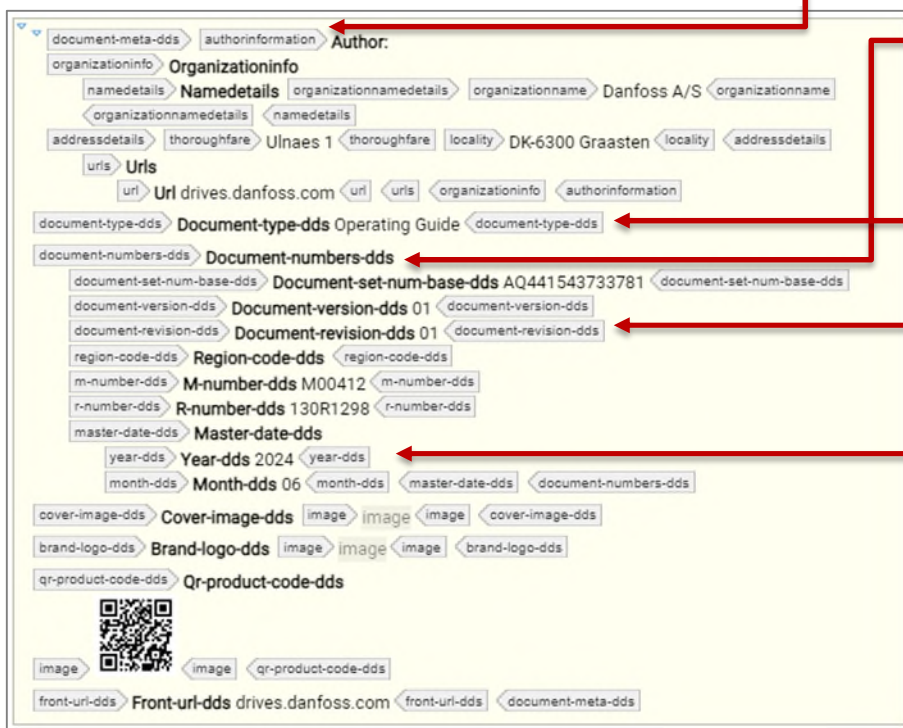 document-meta-dds authorinformation Author:
organizationinfo Organizationinfo
namedetails Namedetails organizationnamedetails organizationname Danfoss A/S organizationname
organizationnamedetails namedetails
addressdetails thoroughfare Ulnaes 1 thoroughfare locality DK-6300 Graasten locality addressdetails
urls Urls
url Url drives.danfoss.com url urls organizationinfo authorinformation
document-type-dds Document-type-dds Operating Guide document-type-dds
document-numbers-dds Document-numbers-dds
document-set-num-base-dds Document-set-num-base-dds AQ441543733781 document-set-num-base-dds
document-version-dds Document-version-dds 01 document-version-dds
document-revision-dds Document-revision-dds 01 document-revision-dds
region-code-dds Region-code-dds region-code-dds
m-number-dds M-number-dds M00412 m-number-dds
r-number-dds R-number-dds 130R1298 r-number-dds
master-date-dds Master-date-dds
year-dds Year-dds 2024 year-dds
month-dds Month-dds 06 month-dds master-date-dds document-numbers-dds
cover-image-dds Cover-image-dds image image image cover-image-dds
brand-logo-dds Brand-logo-dds image image image brand-logo-dds
qr-product-code-dds Qr-product-code-dds
image image qr-product-code-dds
front-url-dds Front-url-dds drives.danfoss.com front-url-dds document-meta-dds